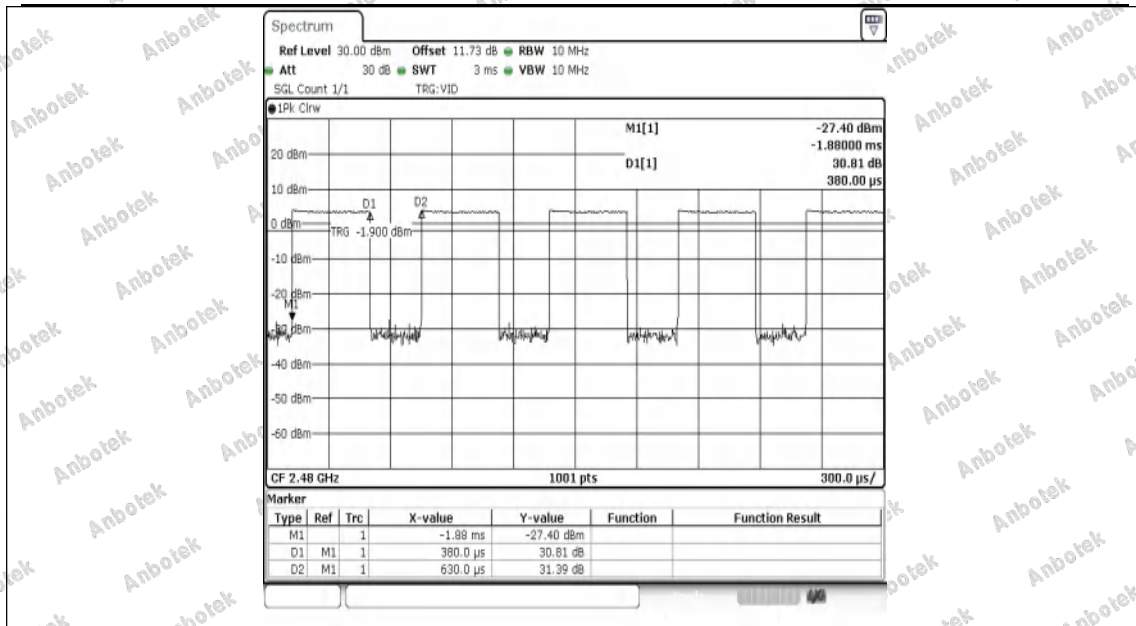 Spectrum
Ref Level 30.00 dBm Offset 11.73 dB RBW 10 MHz
Att 30 dB SWT 3 ms VBW 10 MHz
SGL Count 1/1 TRG:VID
1Pk Clrw
M1[1] -27.40 dBm
-1.88000 ms
D1[1] 30.81 dB
380.00 µs
20 dBm
10 dBm
D1 D2
0 dBm
TRG -1.900 dBm
-10 dBm
-20 dBm
M1
-30 dBm
-40 dBm
-50 dBm
-60 dBm
CF 2.48 GHz 1001 pts 300.0 µs/
Marker
Type Ref Trc X-value Y-value Function Function Result
M1 1 -1.88 ms -27.40 dBm
D1 M1 1 380.0 µs 30.81 dB
D2 M1 1 630.0 µs 31.39 dB
Anbotek